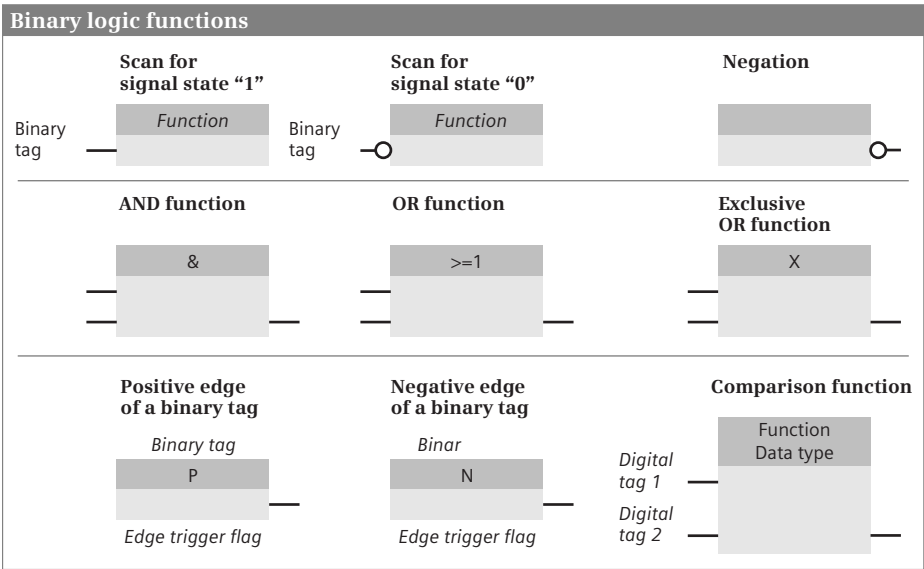 Binary logic functions
Scan for
signal state “1”
Function
Binary
tag
Scan for
signal state “0”
Function
Binary
tag
Negation
AND function
&
OR function
>=1
Exclusive
OR function
X
Positive edge
of a binary tag
Binary tag
P
Edge trigger flag
Negative edge
of a binary tag
Binar
N
Edge trigger flag
Comparison function
Function
Data type
Digital
tag 1
Digital
tag 2